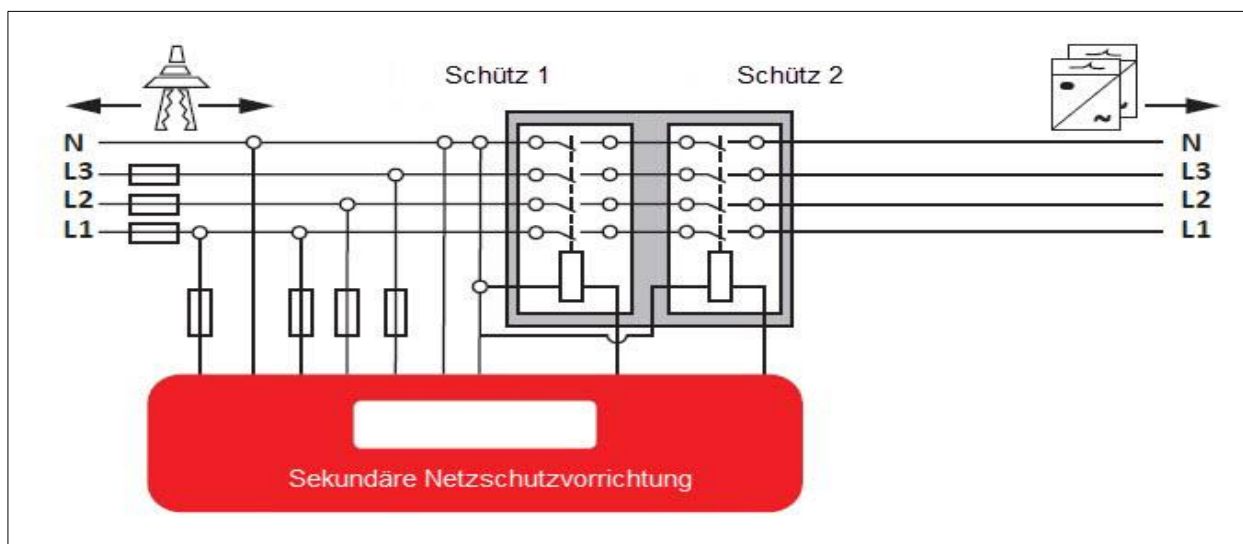 Schütz 1 Schütz 2
N N
L3 L3
L2 L2
L1 L1
Sekundäre Netzschutzvorrichtung